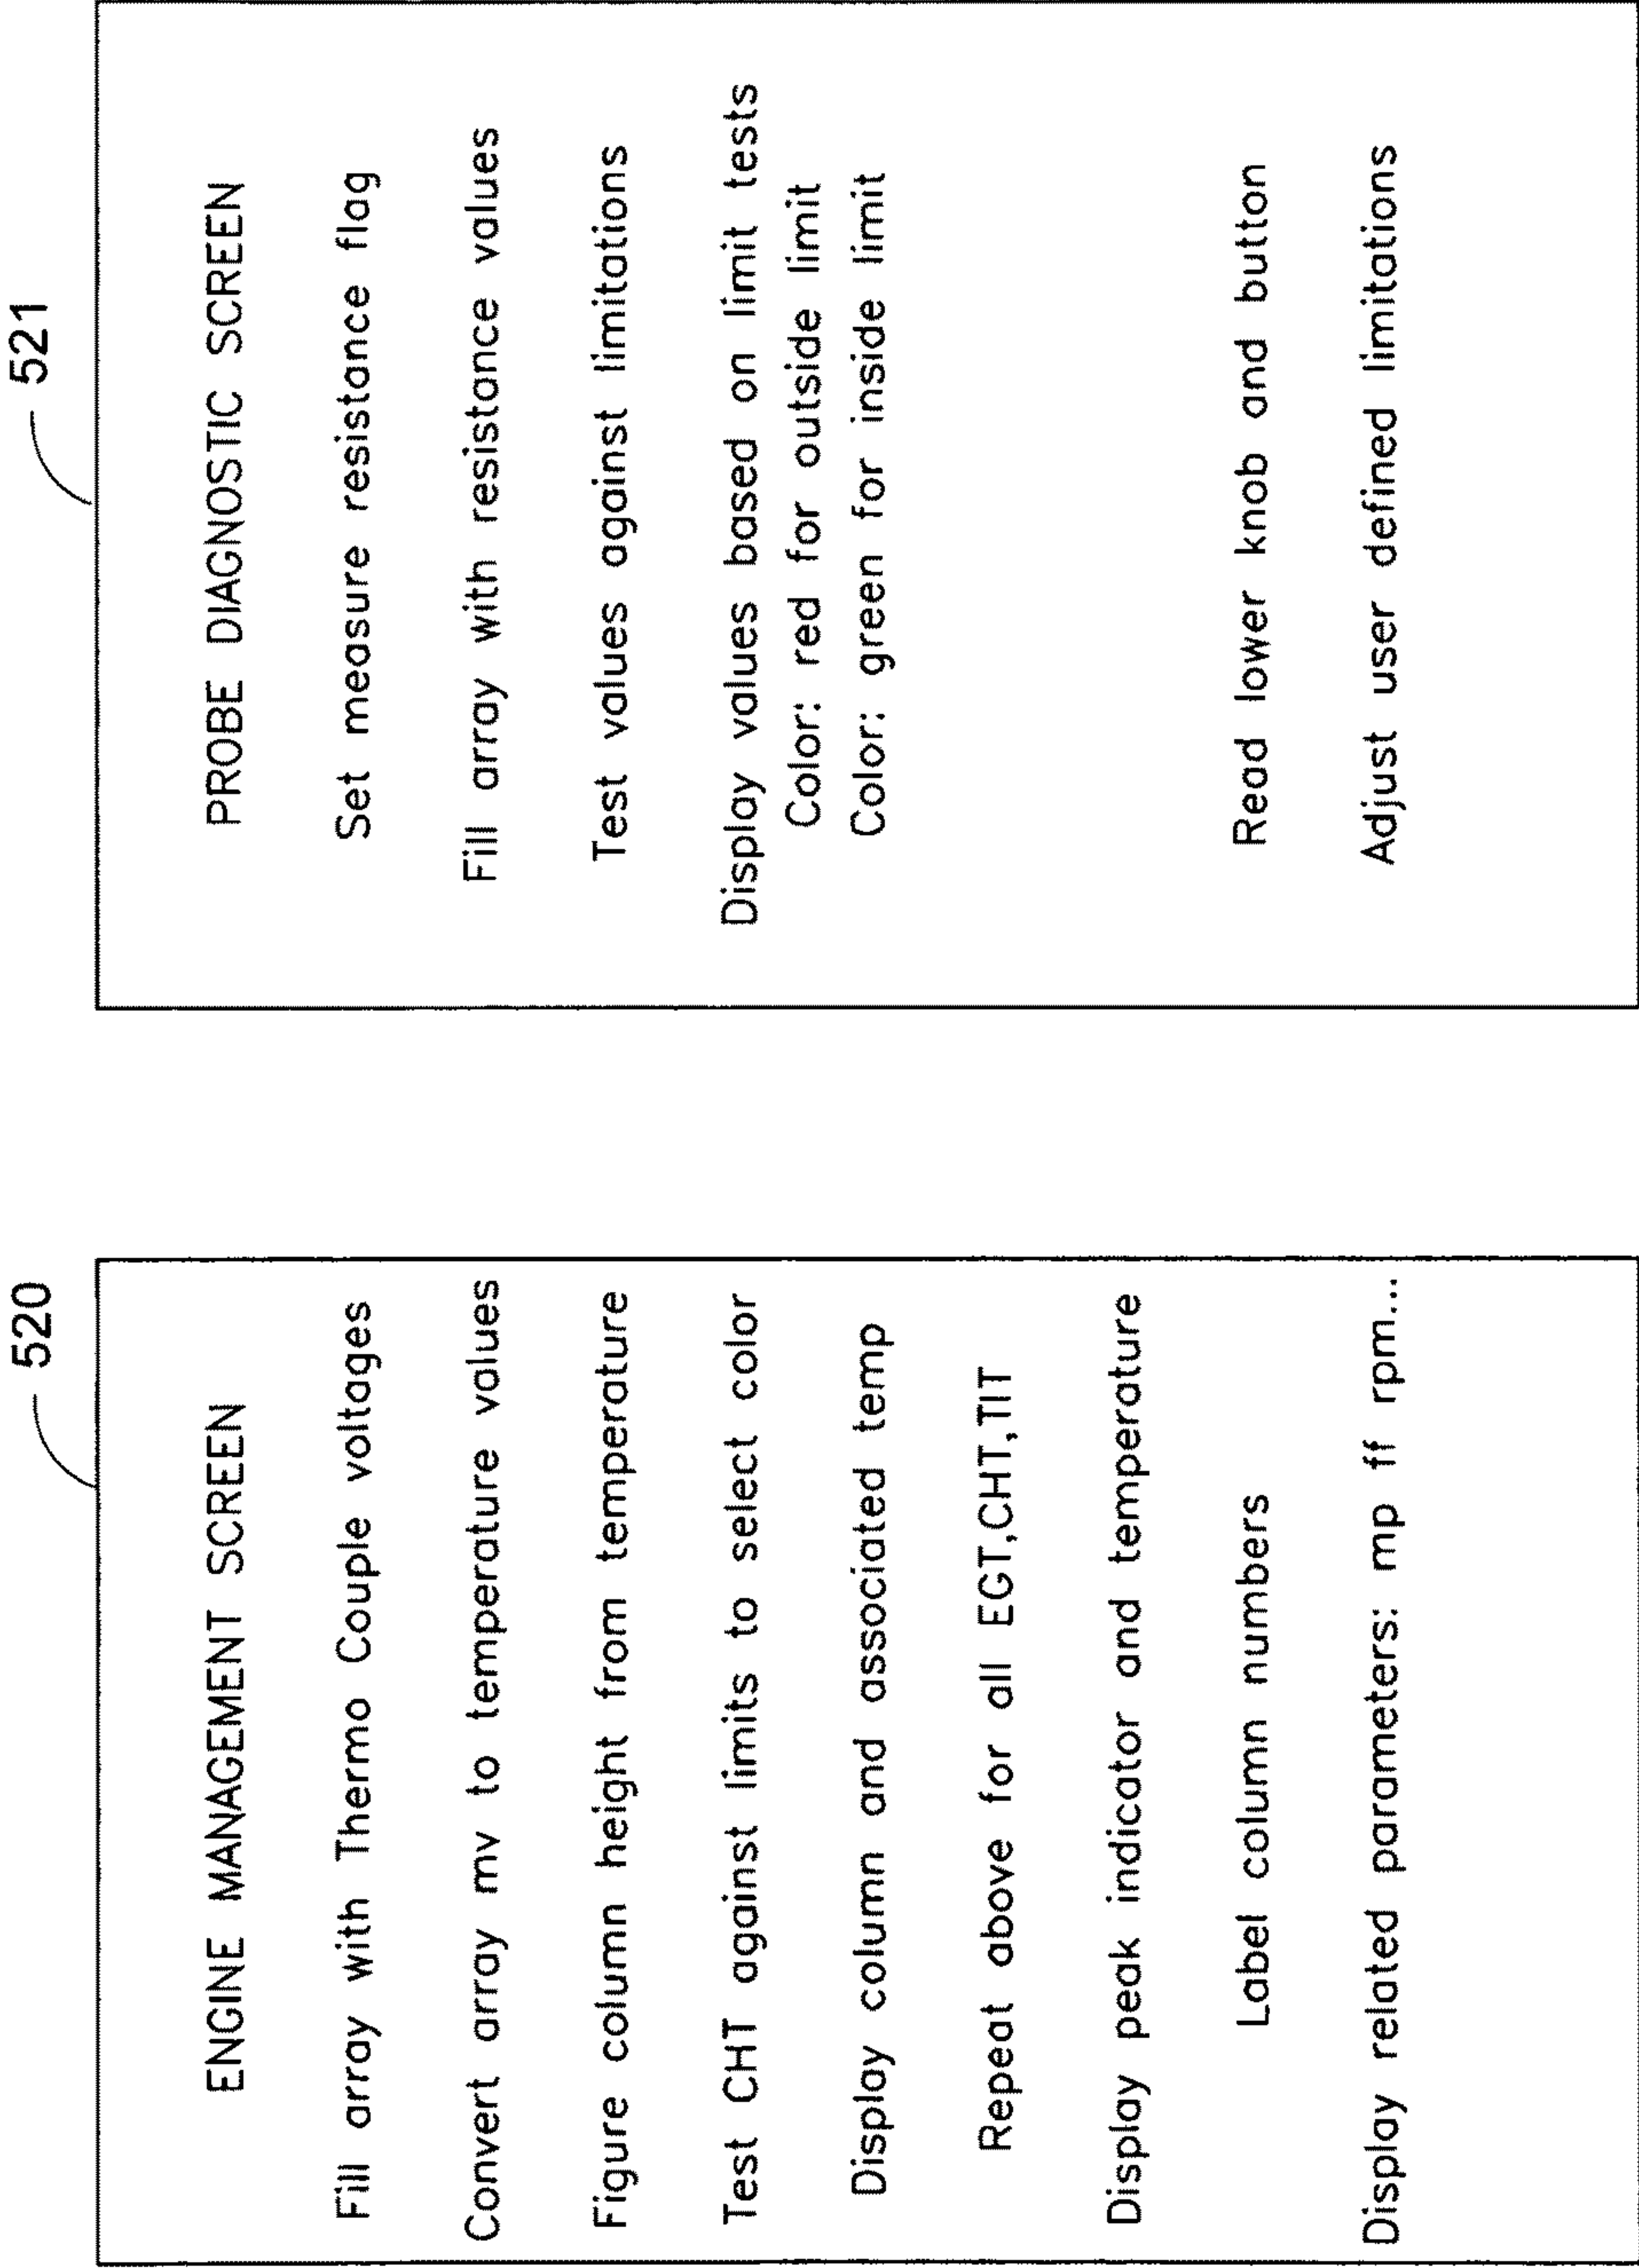 520
ENGINE MANAGEMENT SCREEN
Fill array with Thermo Couple voltages
Convert array mv to temperature values
Figure column height from temperature
Test CHT against limits to select color
Display column and associated temp
Repeat above for all EGT,CHT,TIT
Display peak indicator and temperature
Label column numbers
Display related parameters: mp ff rpm...
521
PROBE DIAGNOSTIC SCREEN
Set measure resistance flag
Fill array with resistance values
Test values against limitations
Display values based on limit tests
Color: red for outside limit
Color: green for inside limit
Read lower knob and button
Adjust user defined limitations